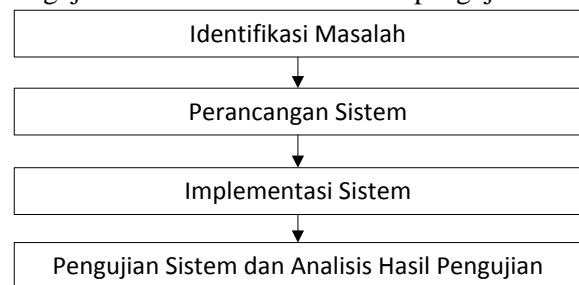 Identifikasi Masalah
Perancangan Sistem
Implementasi Sistem
Pengujian Sistem dan Analisis Hasil Pengujian